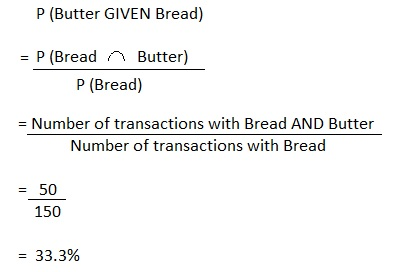 P (Butter GIVEN Bread)
= P (Bread ∩ Butter)
P (Bread)
= Number of transactions with Bread AND Butter
Number of transactions with Bread
= 50
150
= 33.3%